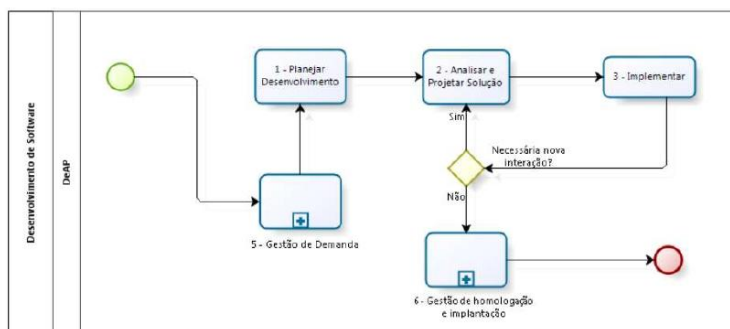 Desenvolvimento de Software
DeAP
1 - Planejar
Desenvolvimento
2 - Analisar e
Projetar Solução
3 - Implementar
Sim
Necessária nova
interação?
Não
5 - Gestão de Demanda
6 - Gestão de homologação
e implantação